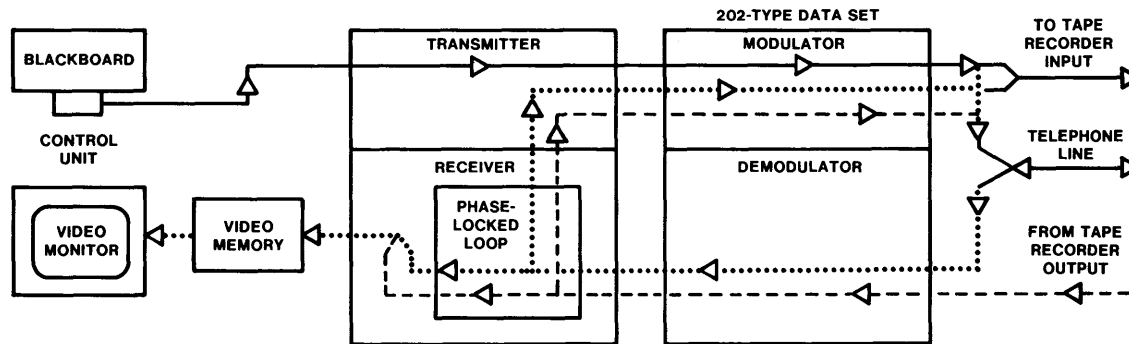 202-TYPE DATA SET
BLACKBOARD
TRANSMITTER
MODULATOR
TO TAPE
RECORDER
INPUT
CONTROL
UNIT
TELEPHONE
LINE
RECEIVER
DEMODULATOR
VIDEO
MONITOR
VIDEO
MEMORY
PHASE-
LOCKED
LOOP
FROM TAPE
RECORDER
OUTPUT